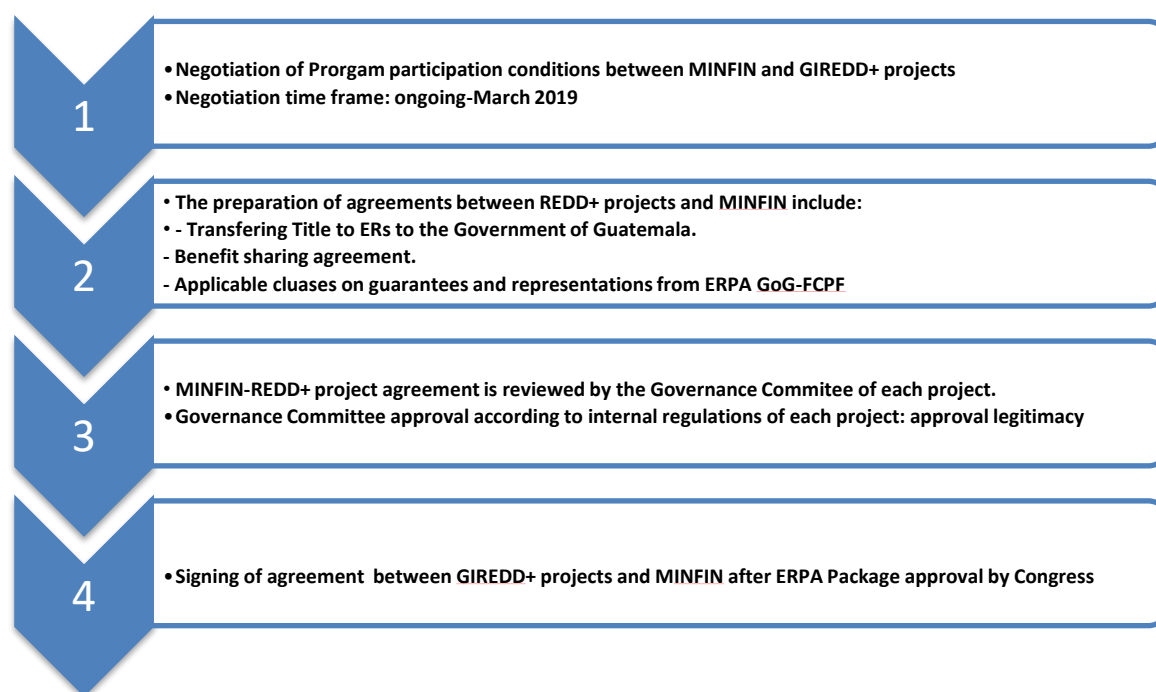 1
• Negotiation of Prorgam participation conditions between MINFIN and GIREDD+ projects
• Negotiation time frame: ongoing-March 2019
2
• The preparation of agreements between REDD+ projects and MINFIN include:
• - Transfering Title to ERs to the Government of Guatemala.
- Benefit sharing agreement.
- Applicable cluase on guarantees and representations from ERPA GoG-FCPF
3
• MINFIN-REDD+ project agreement is reviewed by the Governance Commitee of each project.
• Governance Committee approval according to internal regulations of each project: approval legitimacy
4
• Signing of agreement between GIREDD+ projects and MINFIN after ERPA Package approval by Congress